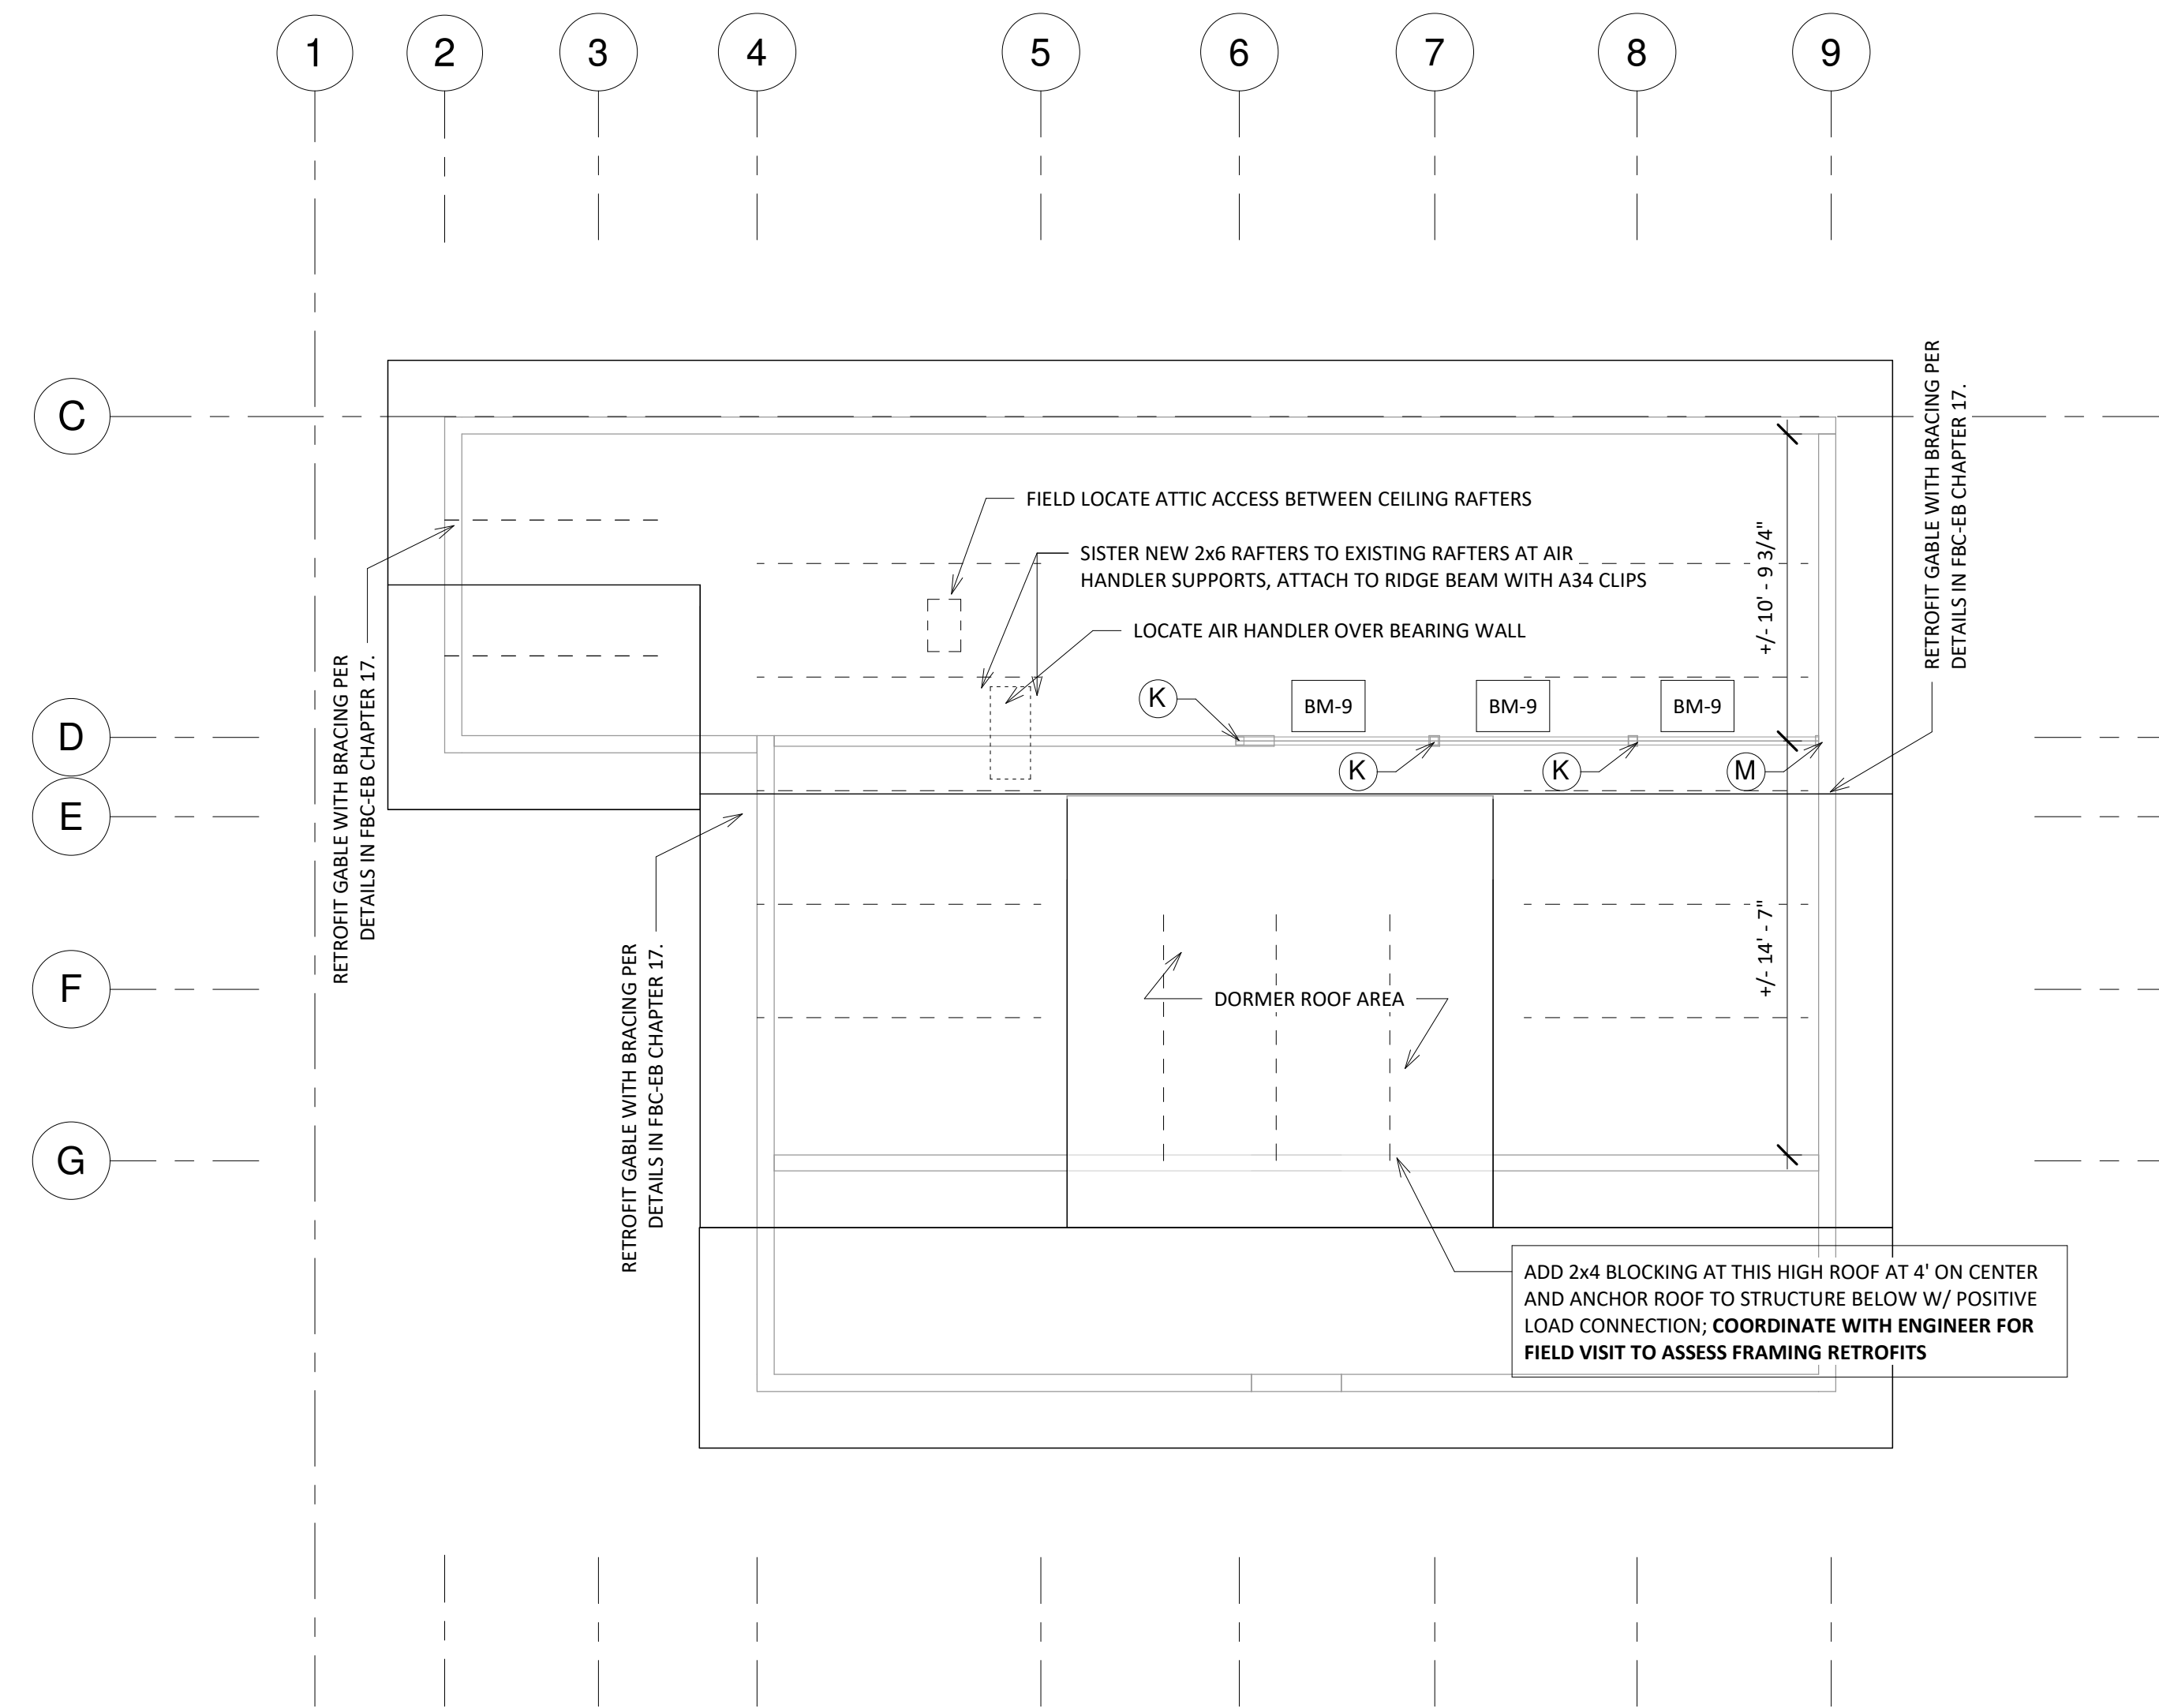 1
2
3
4
5
6
7
8
9
C
D
E
F
G
RETROFIT GABLE WITH BRACING PER
DETAILS IN FBC-EB CHAPTER 17.
FIELD LOCATE ATTIC ACCESS BETWEEN CEILING RAFTERS
SISTER NEW 2x6 RAFTERS TO EXISTING RAFTERS AT AIR
HANDLER SUPPORTS, ATTACH TO RIDGE BEAM WITH A34 CLIPS
LOCATE AIR HANDLER OVER BEARING WALL
+/- 10' - 9 3/4"
RETROFIT GABLE WITH BRACING PER
DETAILS IN FBC-EB CHAPTER 17.
K
BM-9
BM-9
BM-9
K
K
M
RETROFIT GABLE WITH BRACING PER
DETAILS IN FBC-EB CHAPTER 17.
DORMER ROOF AREA
+/- 14' - 7"
ADD 2x4 BLOCKING AT THIS HIGH ROOF AT 4' ON CENTER
AND ANCHOR ROOF TO STRUCTURE BELOW W/ POSITIVE
LOAD CONNECTION; COORDINATE WITH ENGINEER FOR
FIELD VISIT TO ASSESS FRAMING RETROFITS